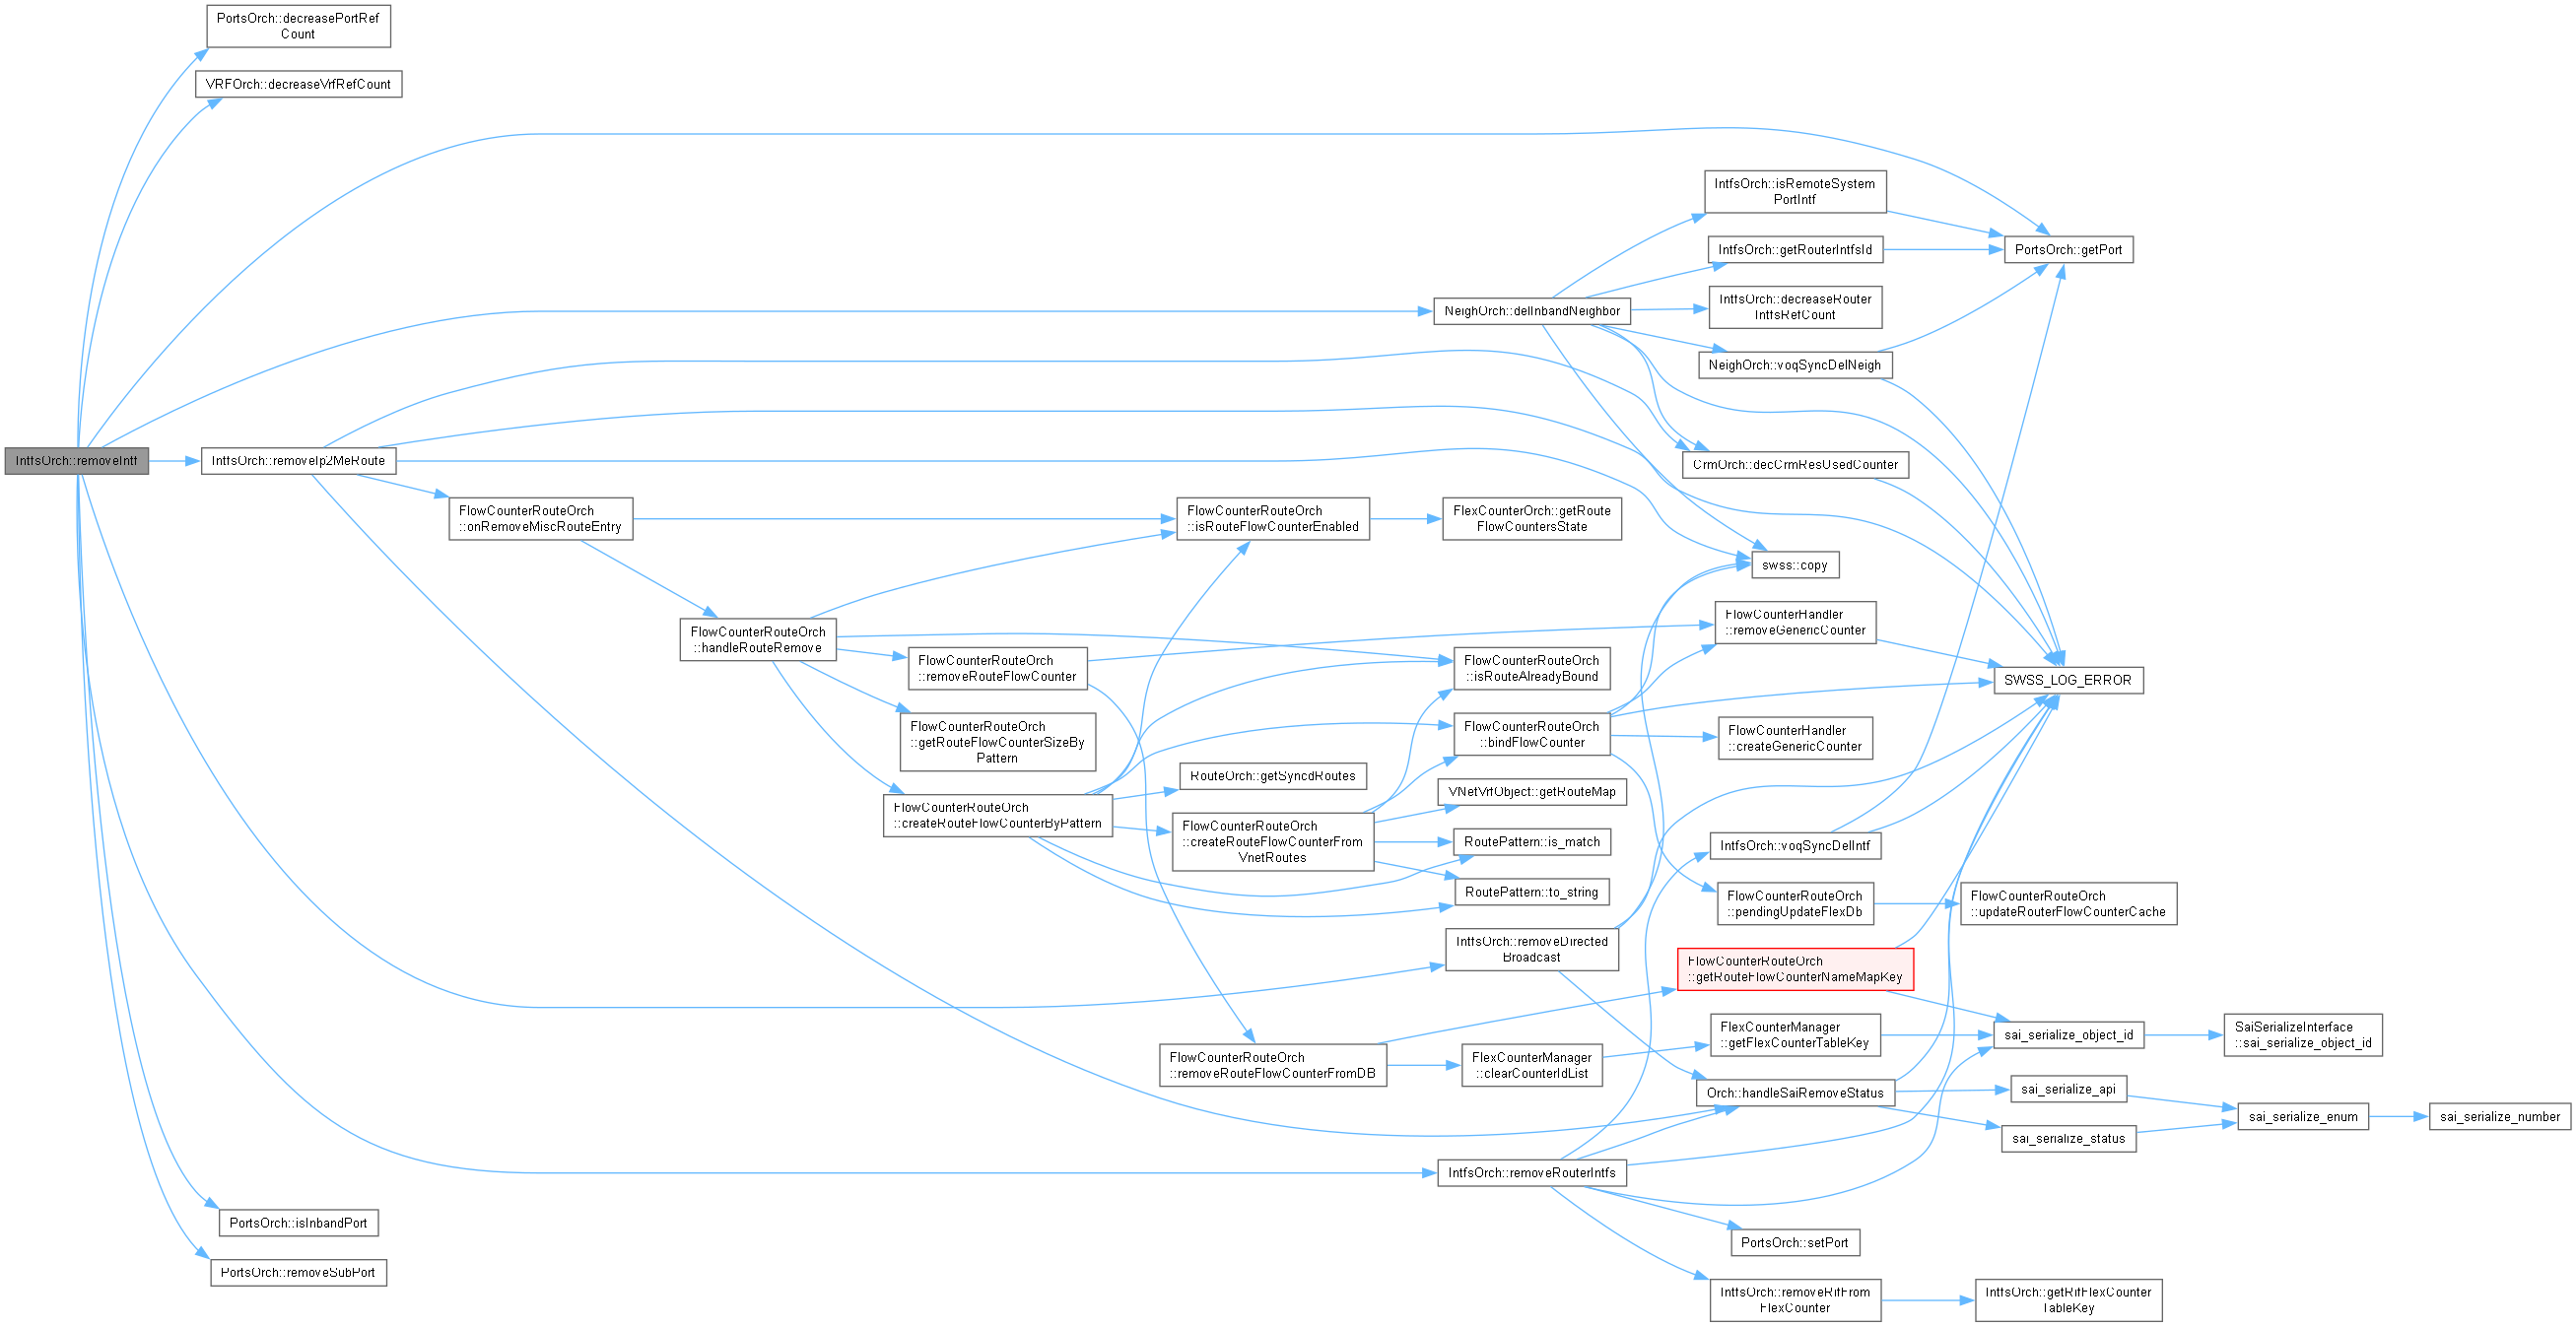 PortsOrch::decreasePortRef
Count
VRFOrch::decreaseVrfRefCount
IntfsOrch::isRemoteSystem
PortIntf
IntfsOrch::getRouterIntfsId
PortsOrch::getPort
IntfsOrch::decreaseRouter
IntfsRefCount
NeighOrch::delInbandNeighbor
NeighOrch::voqSyncDelNeigh
IntfsOrch::removeIntf
IntfsOrch::removeIp2MeRoute
CrmOrch::decCrmResUsedCounter
FlowCounterRouteOrch
::onRemoveMiscRouteEntry
FlowCounterRouteOrch
::isRouteFlowCounterEnabled
FlexCounterOrch::getRoute
FlowCountersState
swss::copy
FlowCounterRouteOrch
::handleRouteRemove
FlowCounterHandler
::removeGenericCounter
FlowCounterRouteOrch
::removeRouteFlowCounter
FlowCounterRouteOrch
::isRouteAlreadyBound
SWSS_LOG_ERROR
FlowCounterRouteOrch
::getRouteFlowCounterSizeBy
Pattern
FlowCounterRouteOrch
::bindFlowCounter
FlowCounterHandler
::createGenericCounter
RouteOrch::getSyncdRoutes
VNetVrfObject::getRouteMap
FlowCounterRouteOrch
::createRouteFlowCounterByPattern
FlowCounterRouteOrch
::createRouteFlowCounterFrom
VnetRoutes
RoutePattern::is_match
IntfsOrch::voqSyncDelIntf
RoutePattern::to_string
FlowCounterRouteOrch
::pendingUpdateFlexDb
FlowCounterRouteOrch
::updateRouterFlowCounterCache
IntfsOrch::removeDirected
Broadcast
FlowCounterRouteOrch
::getRouteFlowCounterNameMapKey
FlexCounterManager
::getFlexCounterTableKey
sai_serialize_object_id
SaiSerializeInterface
::sai_serialize_object_id
FlowCounterRouteOrch
::removeRouteFlowCounterFromDB
FlexCounterManager
::clearCounterIdList
Orch::handleSaiRemoveStatus
sai_serialize_api
sai_serialize_enum
sai_serialize_number
sai_serialize_status
IntfsOrch::removeRouterIntfs
PortsOrch::isInbandPort
PortsOrch::setPort
PortsOrch::removeSubPort
IntfsOrch::removeRifFrom
FlexCounter
IntfsOrch::getRifFlexCounter
TableKey